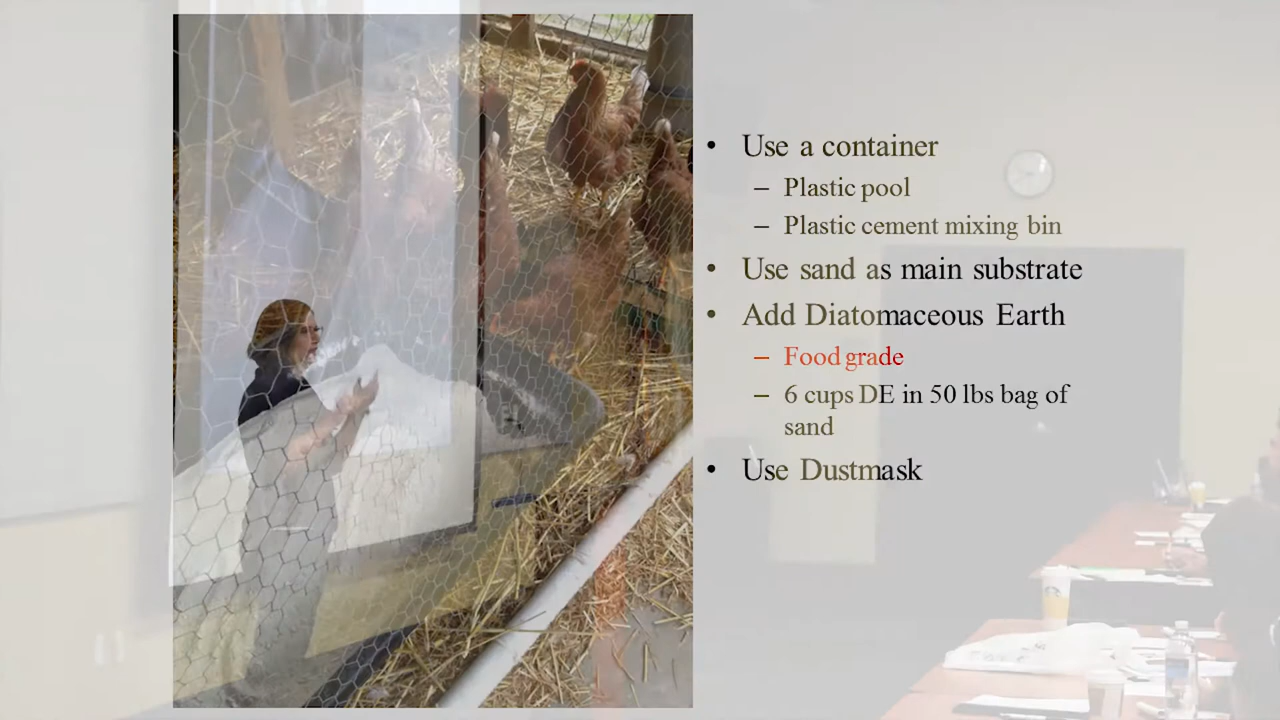 • Use a container
– Plastic pool
– Plastic cement mixing bin
• Use sand as main substrate
• Add Diatomaceous Earth
– Food grade
– 6 cups DE in 50 lbs bag of
sand
• Use Dustmask